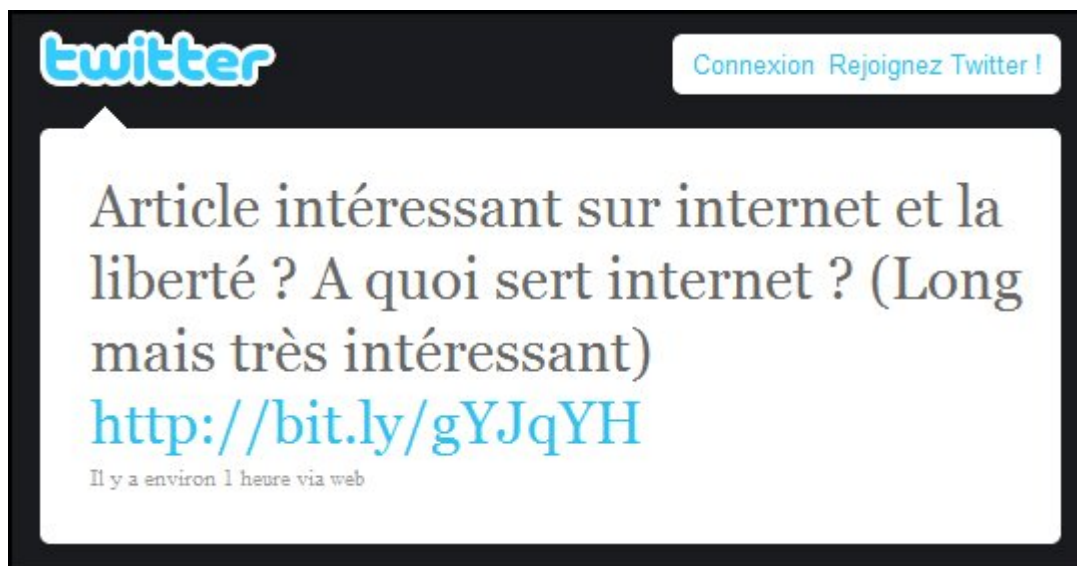 twitter
Connexion Rejoignez Twitter !
Article intéressant sur internet et la
liberté ? A quoi sert internet ? (Long
mais très intéressant)
http://bit.ly/gYJqYH
Il y a environ 1 heure via web